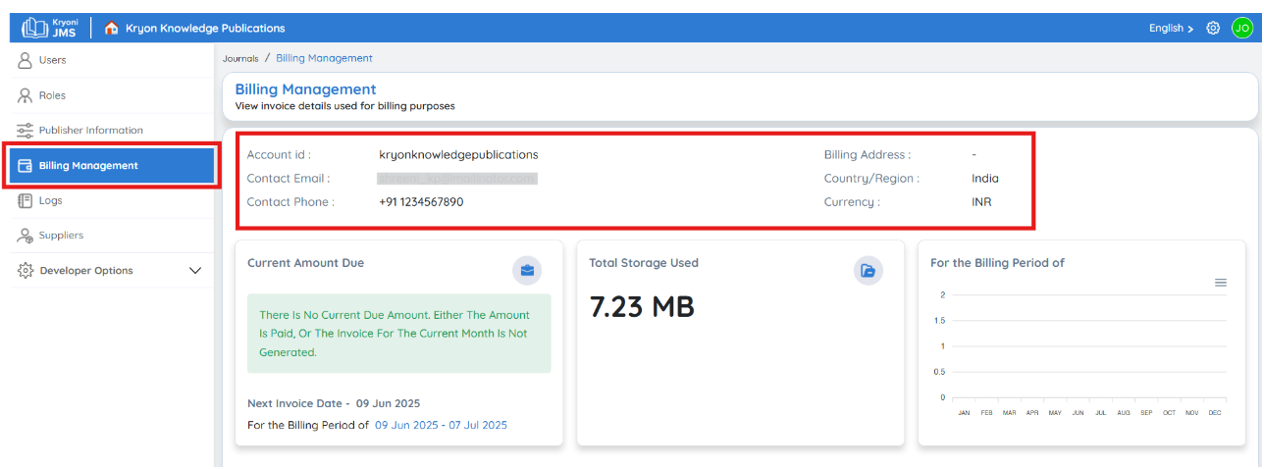 Kryoni JMS Kryon Knowledge Publications English > JO
Users
Roles
Publisher Information
Billing Management
Logs
Suppliers
Developer Options
Journals / Billing Management
Billing Management
View invoice details used for billing purposes
Account id : kryonknowledgepublications
Contact Email :
Contact Phone : +91 1234567890
Billing Address : -
Country/Region : India
Currency : INR
Current Amount Due
There Is No Current Due Amount. Either The Amount
Is Paid, Or The Invoice For The Current Month Is Not
Generated.
Next Invoice Date - 09 Jun 2025
For the Billing Period of 09 Jun 2025 - 07 Jul 2025
Total Storage Used
7.23 MB
For the Billing Period of
2
1.5
1
0.5
0
JAN FEB MAR APR MAY JUN JUL AUG SEP OCT NOV DEC